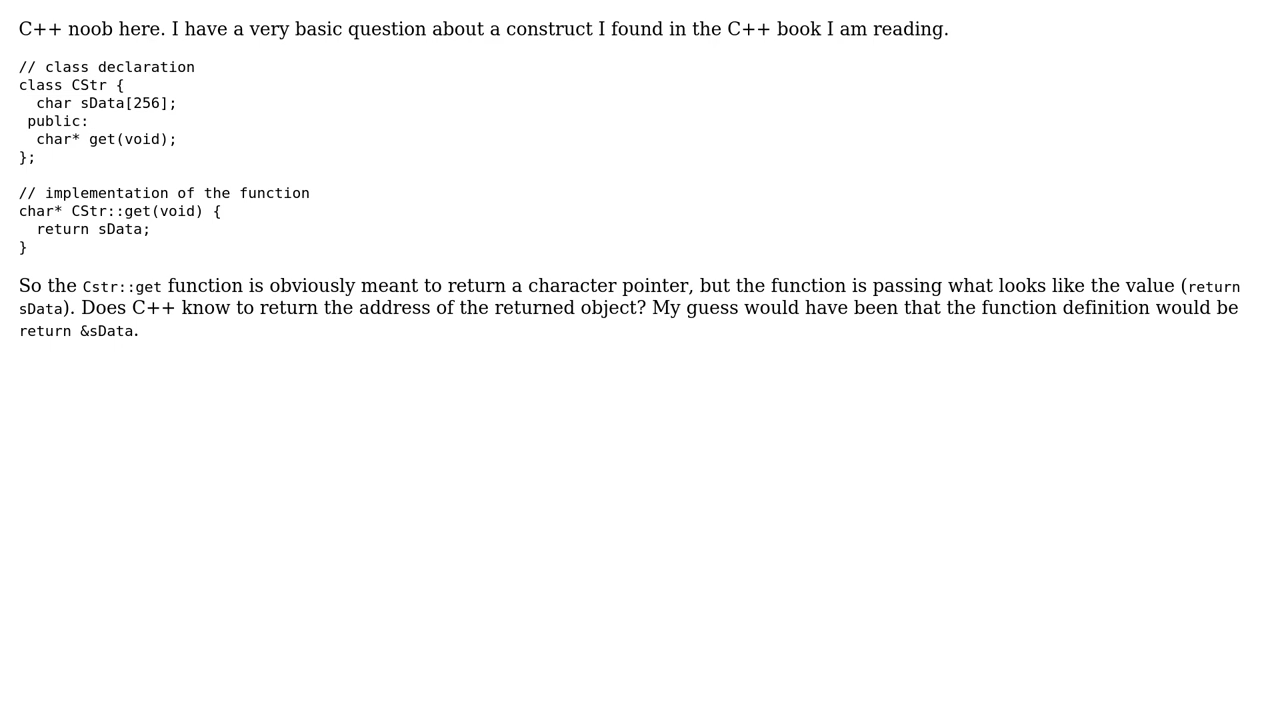 C++ noob here. I have a very basic question about a construct I found in the C++ book I am reading.
// class declaration
class CStr {
  char sData[256];
 public:
  char* get(void);
};
// implementation of the function
char* CStr::get(void) {
  return sData;
}
So the Cstr::get function is obviously meant to return a character pointer, but the function is passing what looks like the value (return
sData). Does C++ know to return the address of the returned object? My guess would have been that the function definition would be
return &sData.